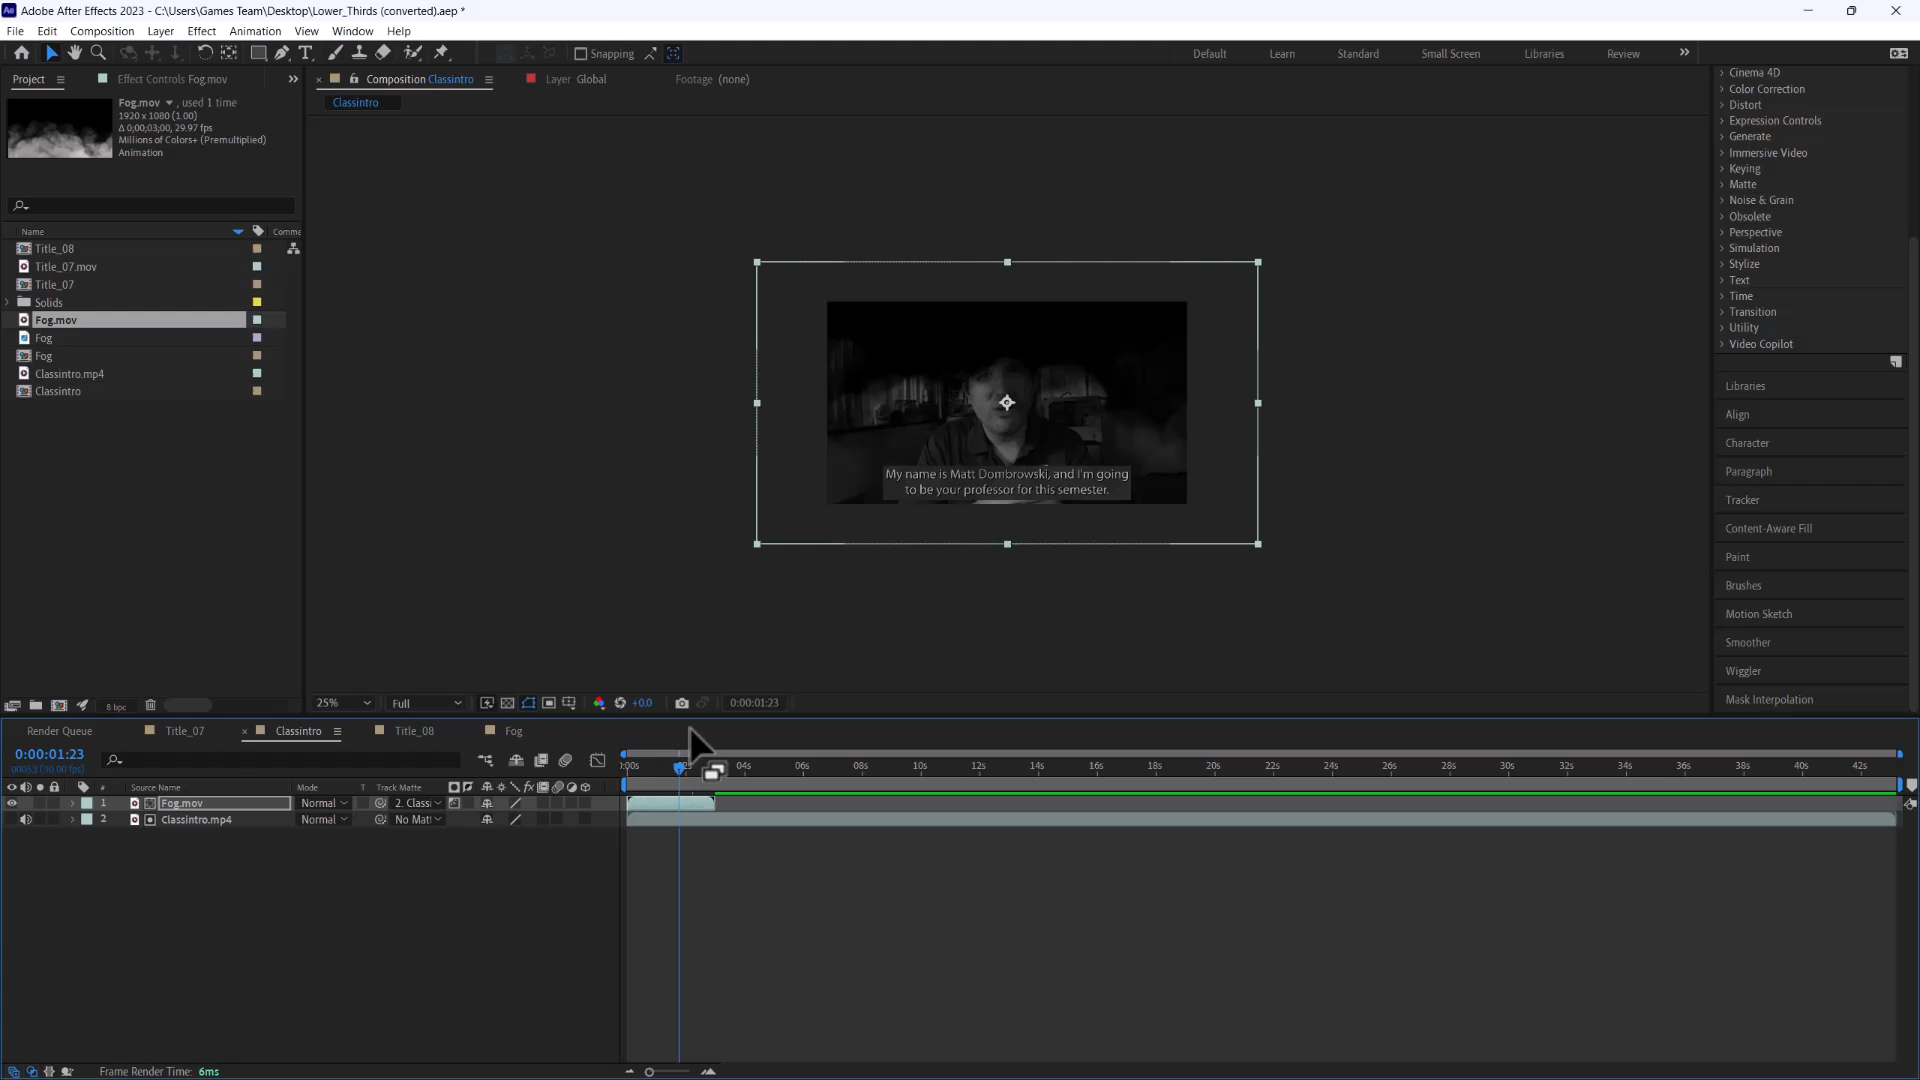 Adobe After Effects 2023 - C:\Users\Games Team\Desktop\Lower_Thirds (converted).aep *
File Edit Composition Layer Effect Animation View Window Help
Snapping Default Learn Standard Small Screen Libraries Review
Project Effect Controls Fog.mov Composition Classintro Layer Global Footage (none)
Classintro
Fog.mov , used 1 time
1920 x 1080 (1.00)
Δ 0;00;03;00, 29.97 fps
Millions of Colors+ (Premultiplied)
Animation
Name Comme
Title_08
Title_07.mov
Title_07
Solids
Fog.mov
Fog
Fog
Classintro.mp4
Classintro
My name is Matt Dombrowski, and I'm going
to be your professor for this semester.
Cinema 4D
Color Correction
Distort
Expression Controls
Generate
Immersive Video
Keying
Matte
Noise & Grain
Obsolete
Perspective
Simulation
Stylize
Text
Time
Transition
Utility
Video Copilot
Libraries
Align
Character
Paragraph
Tracker
Content-Aware Fill
Paint
Brushes
Motion Sketch
Smoother
Wiggler
Mask Interpolation
8 bpc 25% Full +0.0 0:00:01:23
Render Queue Title_07 Classintro Title_08 Fog
0:00:01:23
04s 06s 08s 10s 12s 14s 16s 18s 20s 22s 24s 26s 28s 30s 32s 34s 36s 38s 40s 42s
# Source Name Mode T Track Matte
1 Fog.mov Normal 2. Classi
2 Classintro.mp4 Normal No Mat
Frame Render Time: 6ms